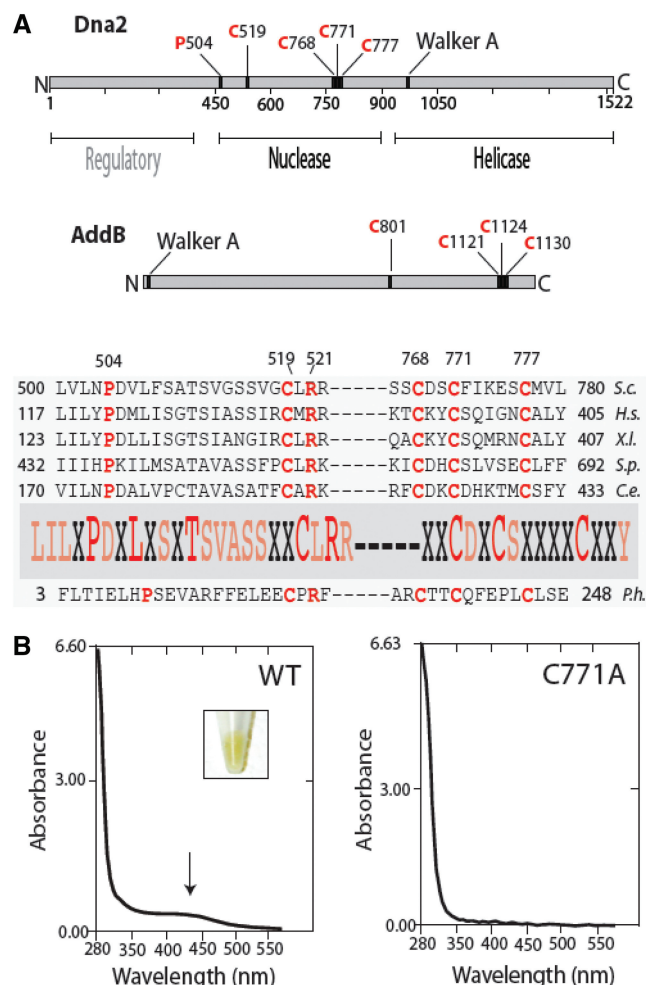 A
Dna2
P504
C519
C768
C771
C777
Walker A
N
C
1 450 600 750 900 1050 1522
Regulatory
Nuclease
Helicase
AddB
Walker A
C801
C1121
C1124
C1130
N
C
504 519 521 768 771 777
500 LVLNPDVLFSATSVGSSVGCLRR-----SSCDSCFIKESCMVL 780 S.c.
117 LILYPDMLISGTSIASSIRCMRR-----KTCKYCSQIGNCALY 405 H.s.
123 LLYPDLLISGTSIANGIRCLRR-----QACKYCSQMRNCALY 407 X.l.
432 IIIHPKILMSATAVASSFPCLRK-----KICDHCSLVSECLFF 692 S.p.
170 VILNPDALVPCTAVASATFCARK-----RFCDKCDHKTMCSFY 433 C.e.
LILXPDXLXSXTSVASSXXCLRR-----XXCDXCSXXXXCXXY
3 FLTIELHPSEVARFFELEECPRF-----ARCTTCQFEPLCLSE 248 P.h.
B
6.60
3.00
0.00
Absorbance
WT
280 350 400 450 500 550
Wavelength (nm)
6.63
3.00
0.00
Absorbance
C771A
280 350 400 450 500 550
Wavelength (nm)